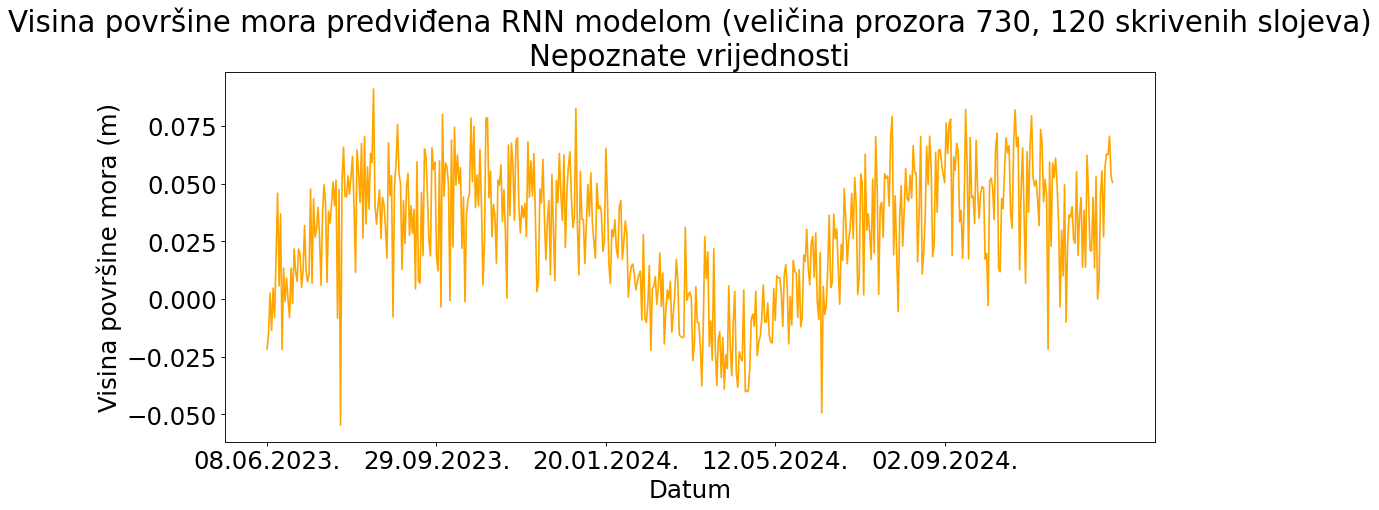 Visina površine mora predviđena RNN modelom (veličina prozora 730, 120 skrivenih slojeva)
Nepoznate vrijednosti
Visina površine mora (m)
0.075
0.050
0.025
0.000
−0.025
−0.050
08.06.2023. 29.09.2023. 20.01.2024. 12.05.2024. 02.09.2024.
Datum